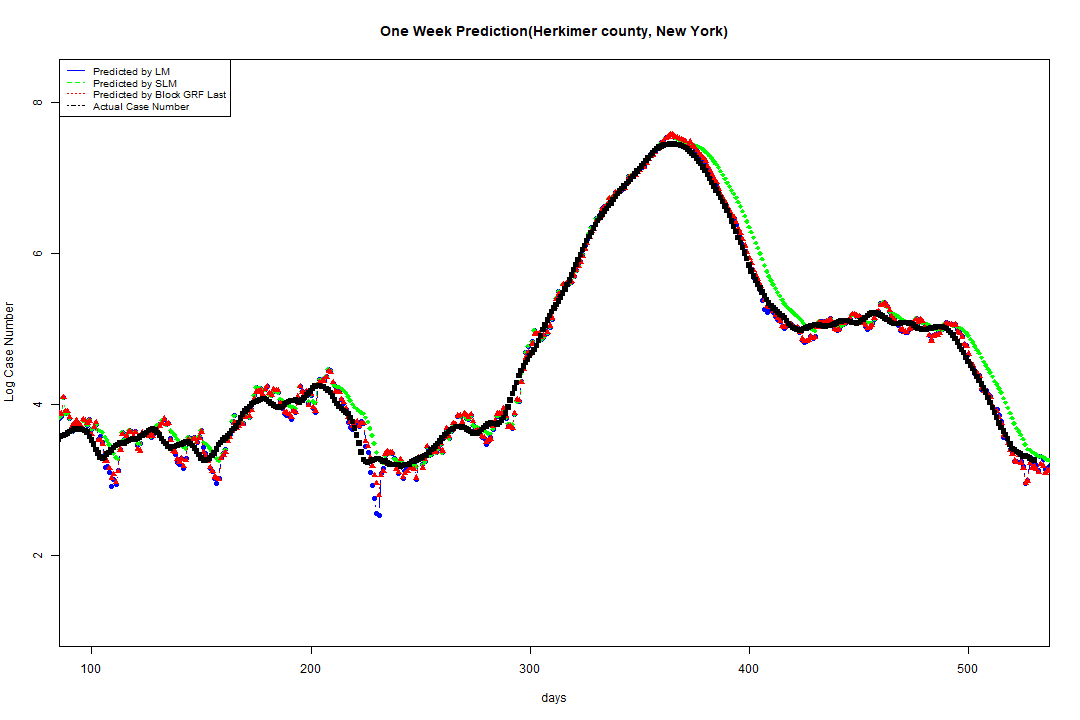 One Week Prediction(Herkimer county, New York)
Predicted by LM
Predicted by SLM
Predicted by Block GRF Last
Actual Case Number
8
6
4
2
Log Case Number
100 200 300 400 500
days